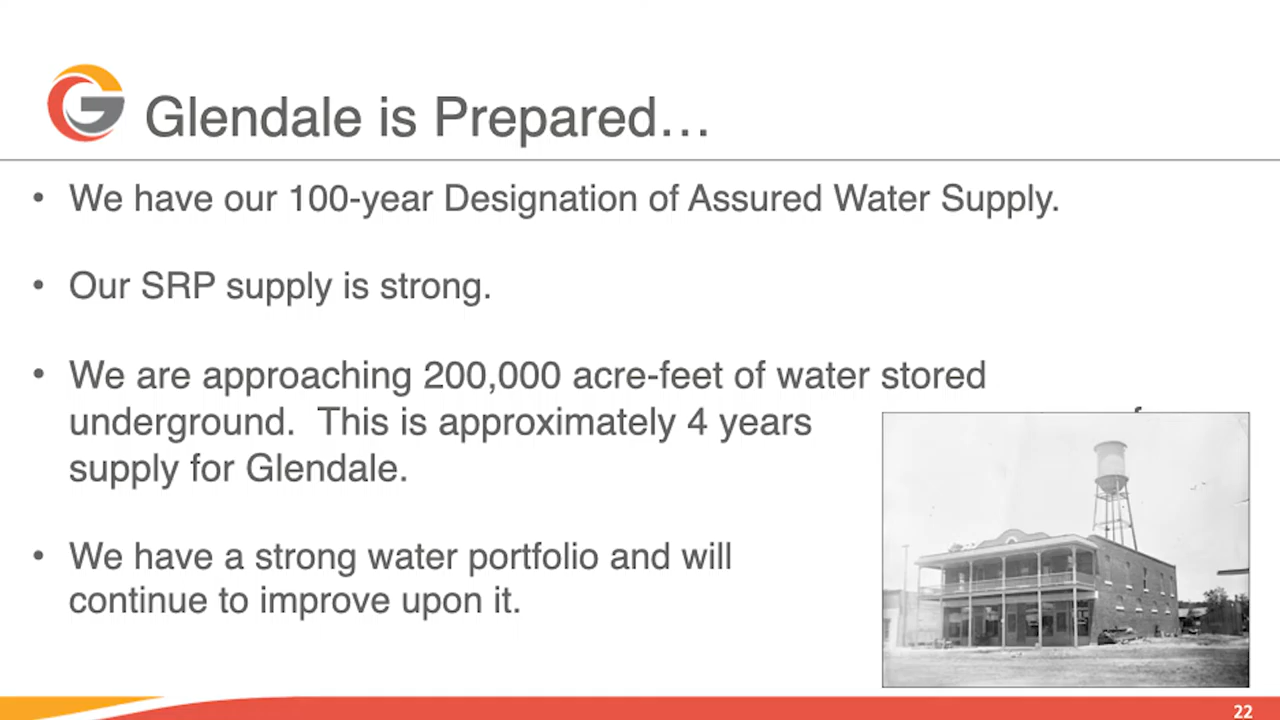 Glendale is Prepared…
• We have our 100-year Designation of Assured Water Supply.
• Our SRP supply is strong.
• We are approaching 200,000 acre-feet of water stored
underground.  This is approximately 4 years
supply for Glendale.
• We have a strong water portfolio and will
continue to improve upon it.
22